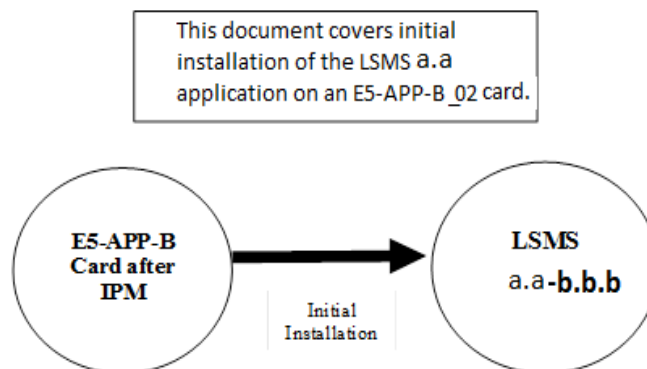 This document covers initial
installation of the LSMS a.a
application on an E5-APP-B_02 card.
E5-APP-B
Card after
IPM
Initial
Installation
LSMS
a.a-b.b.b